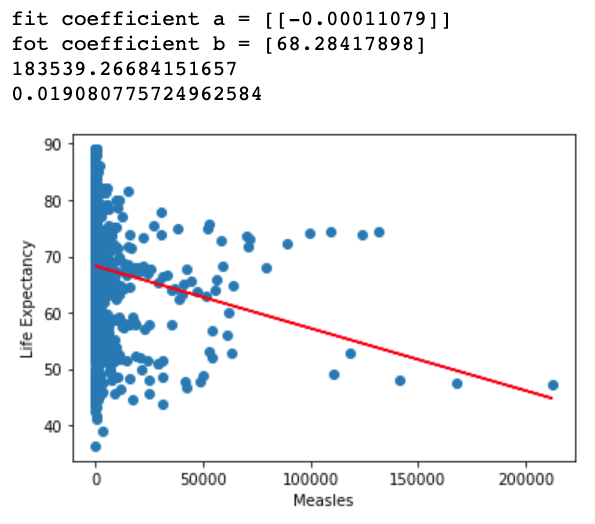 fit coefficient a = [[-0.00011079]]
fot coefficient b = [68.28417898]
183539.26684151657
0.019080775724962584
90
80
70
60
50
40
Life Expectancy
0 50000 100000 150000 200000
Measles